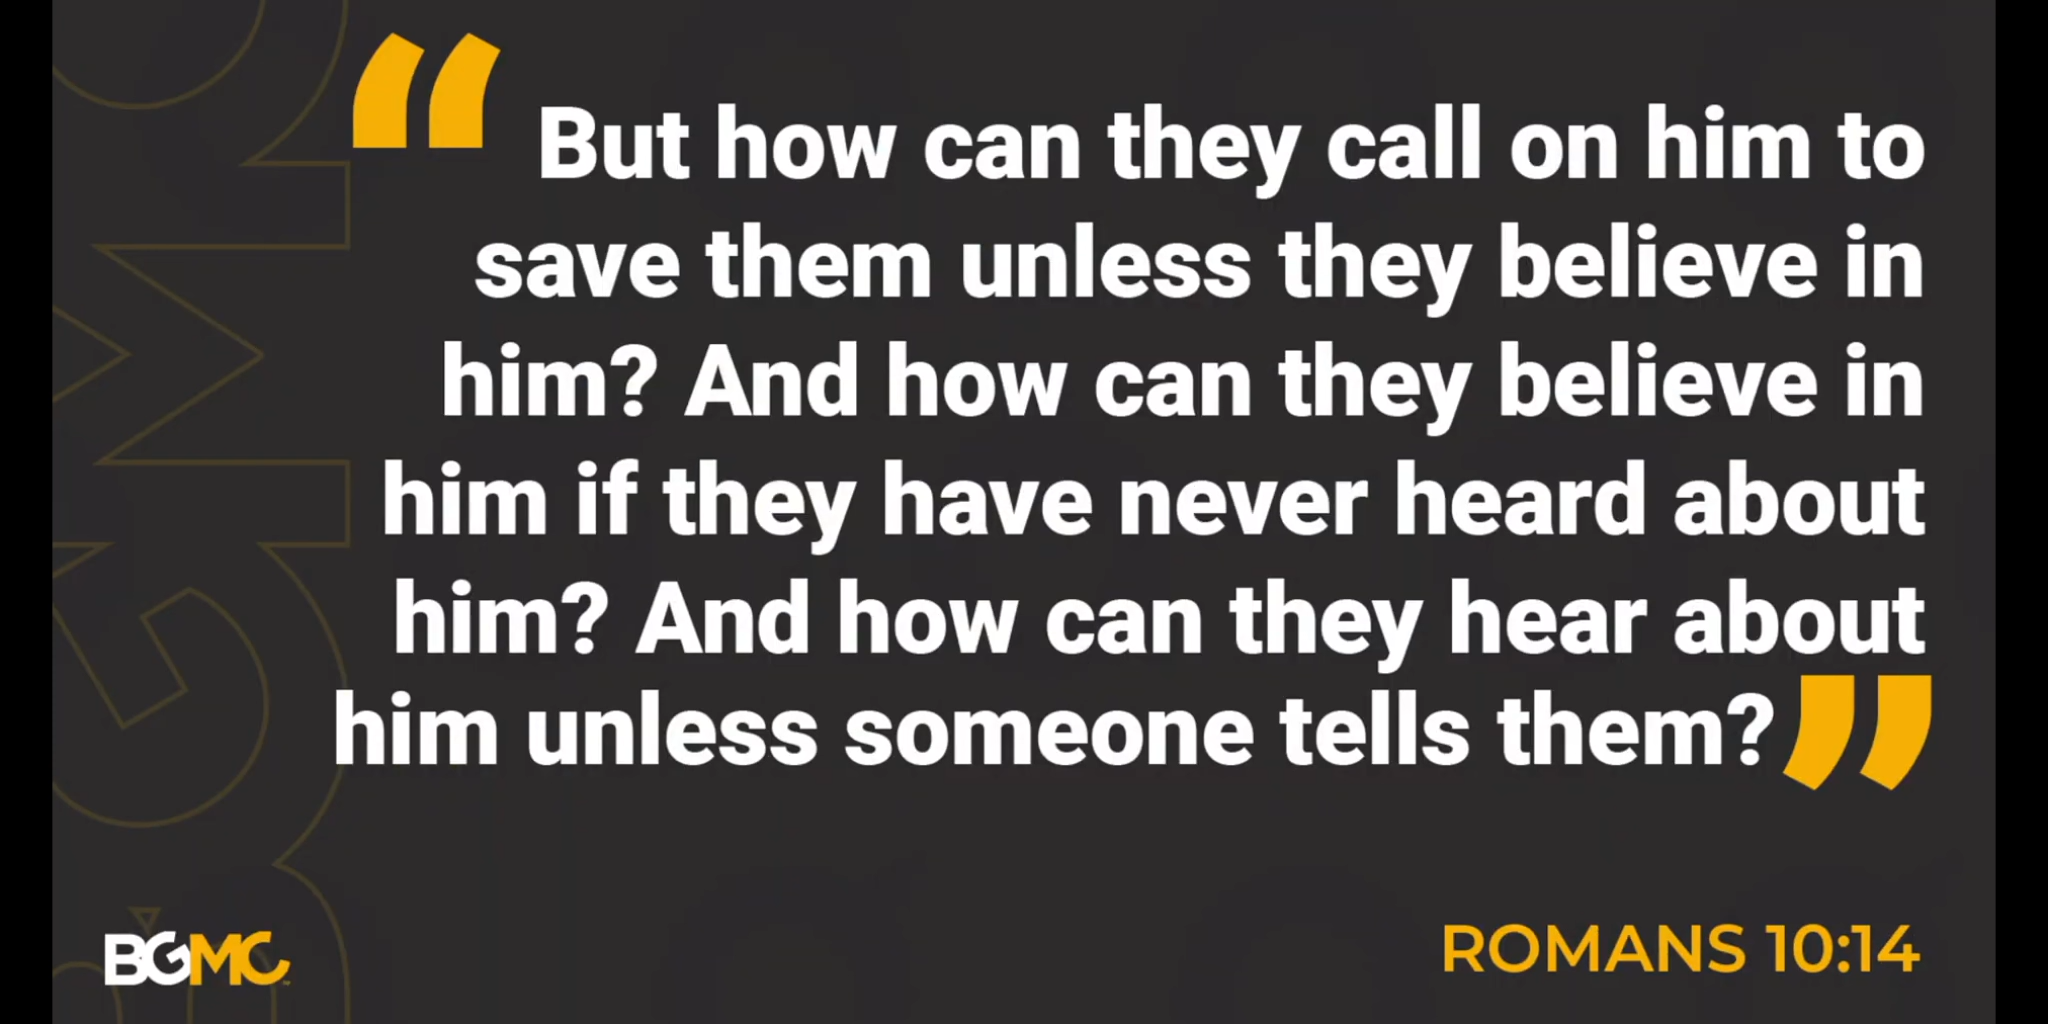 “ But how can they call on him to
save them unless they believe in
him? And how can they believe in
him if they have never heard about
him? And how can they hear about
him unless someone tells them? ”
BGMC™
ROMANS 10:14
BGMC